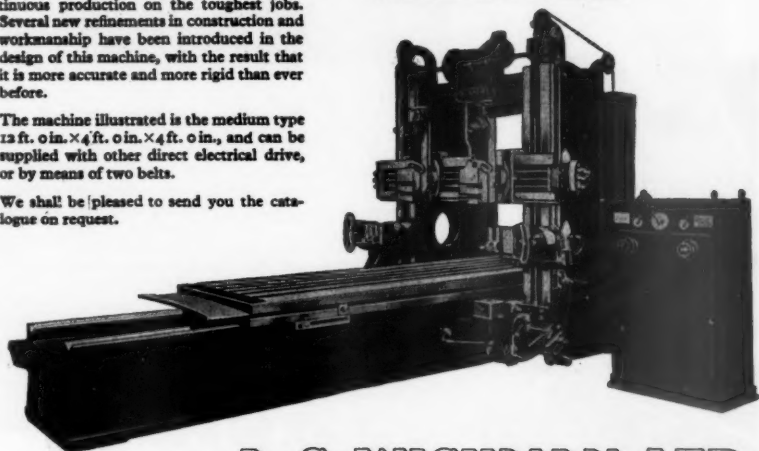 tinuous production on the toughest jobs.
Several new refinements in construction and
workmanship have been introduced in the
design of this machine, with the result that
it is more accurate and more rigid than ever
before.
The machine illustrated is the medium type
12 ft. 0 in. × 4 ft. 0 in. × 4 ft. 0 in., and can be
supplied with other direct electrical drive,
or by means of two belts.
We shall be pleased to send you the cata-
logue on request.